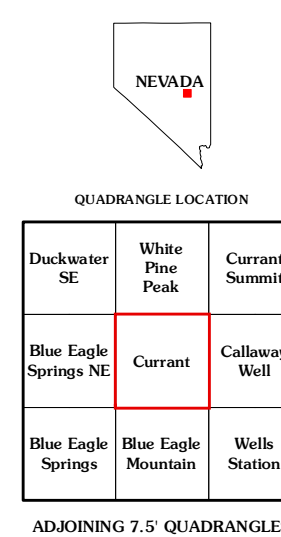 NEVADA
QUADRANGLE LOCATION
Duckwater
SE
White
Pine
Peak
Currant
Summit
Blue Eagle
Springs NE
Currant
Callaway
Well
Blue Eagle
Springs
Blue Eagle
Mountain
Wells
Station
ADJOINING 7.5' QUADRANGLE